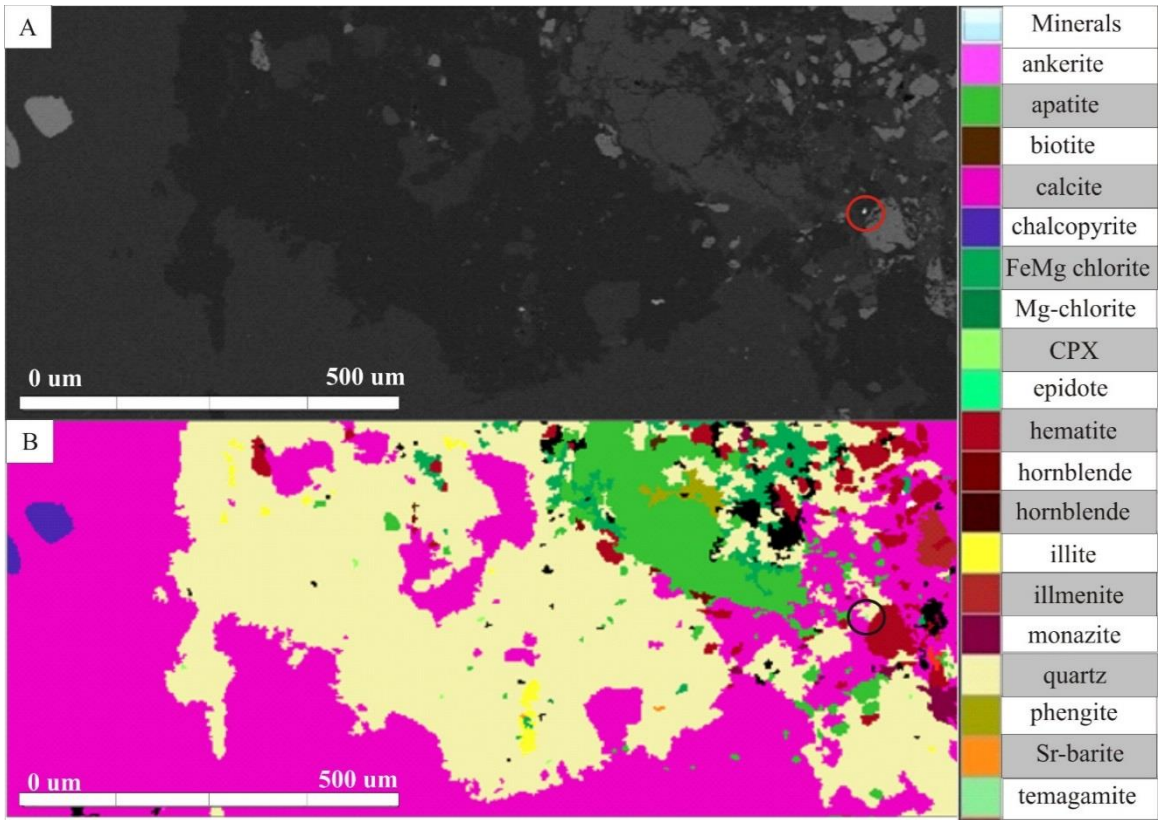 A
0 um 500 um
B
0 um 500 um
Minerals
ankerite
apatite
biotite
calcite
chalcopyrite
FeMg chlorite
Mg-chlorite
CPX
epidote
hematite
hornblende
hornblende
illite
illmenite
monazite
quartz
phengite
Sr-barite
temagamite